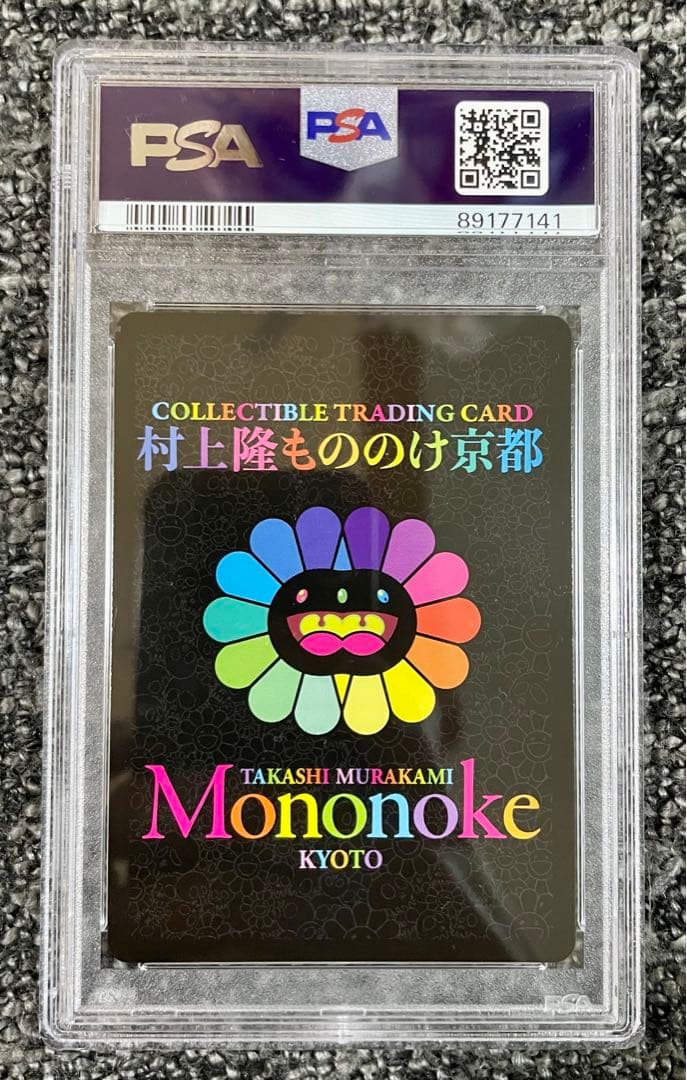 PSA
PSA
89177141
COLLECTIBLE TRADING CARD
村上隆もののけ京都
TAKASHI MURAKAMI
Mononoke
KYOTO
PSA